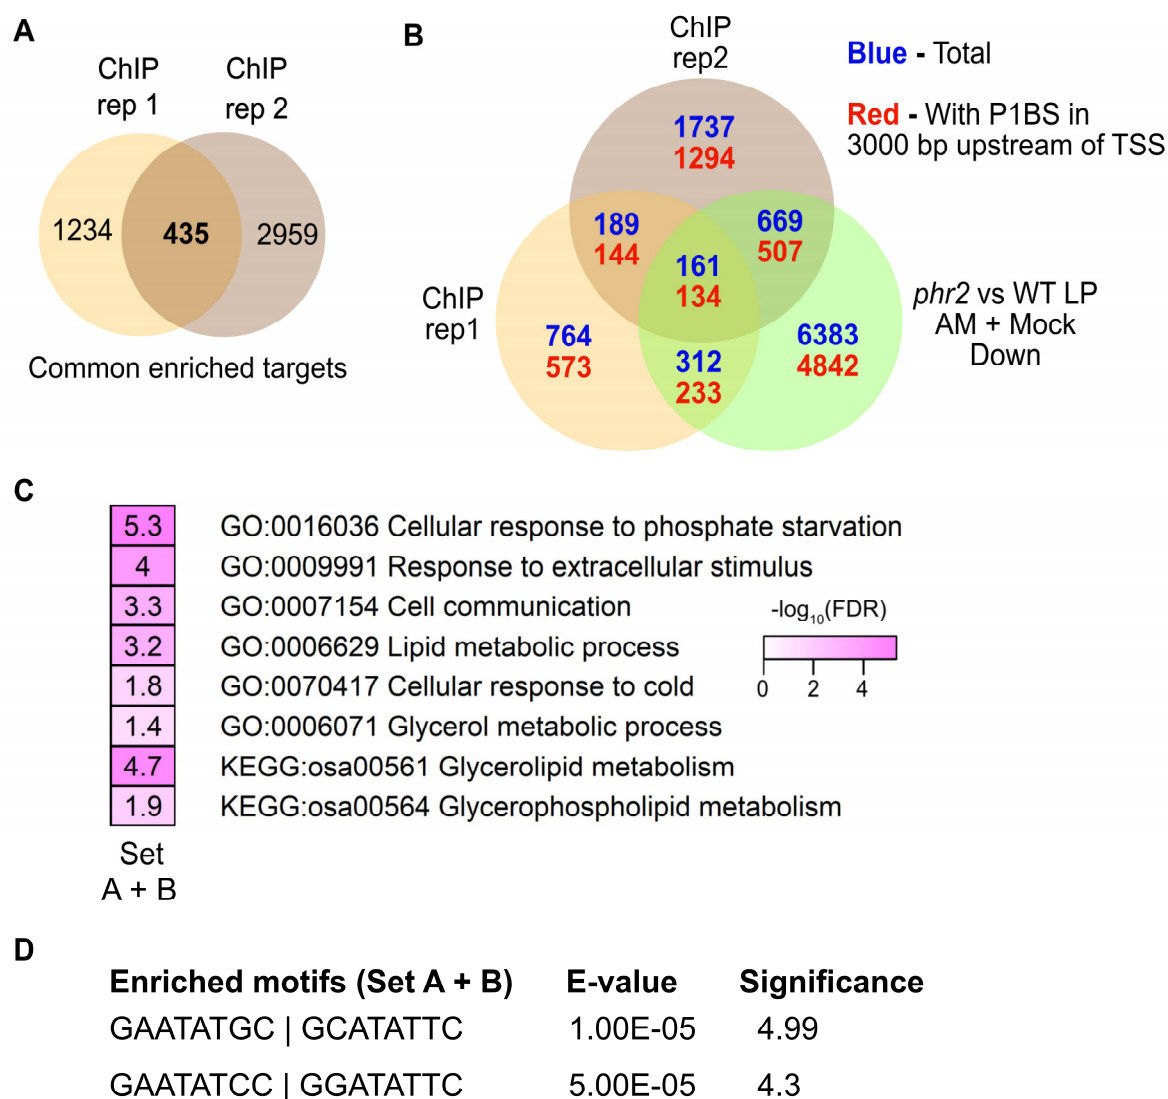 A
ChIP
rep 1
ChIP
rep 2
1234
435
2959
Common enriched targets
B
ChIP
rep2
Blue - Total
Red - With P1BS in
3000 bp upstream of TSS
1737
1294
189
144
669
507
161
134
ChIP
rep1
764
573
312
233
6383
4842
phr2 vs WT LP
AM + Mock
Down
C
5.3 GO:0016036 Cellular response to phosphate starvation
4 GO:0009991 Response to extracellular stimulus
3.3 GO:0007154 Cell communication
3.2 GO:0006629 Lipid metabolic process
1.8 GO:0070417 Cellular response to cold
1.4 GO:0006071 Glycerol metabolic process
4.7 KEGG:osa00561 Glycerolipid metabolism
1.9 KEGG:osa00564 Glycerophospholipid metabolism
Set
A + B
-log10(FDR)
0 2 4
D
Enriched motifs (Set A + B) E-value Significance
GAATATGC | GCATATTC 1.00E-05 4.99
GAATATCC | GGATATTC 5.00E-05 4.3